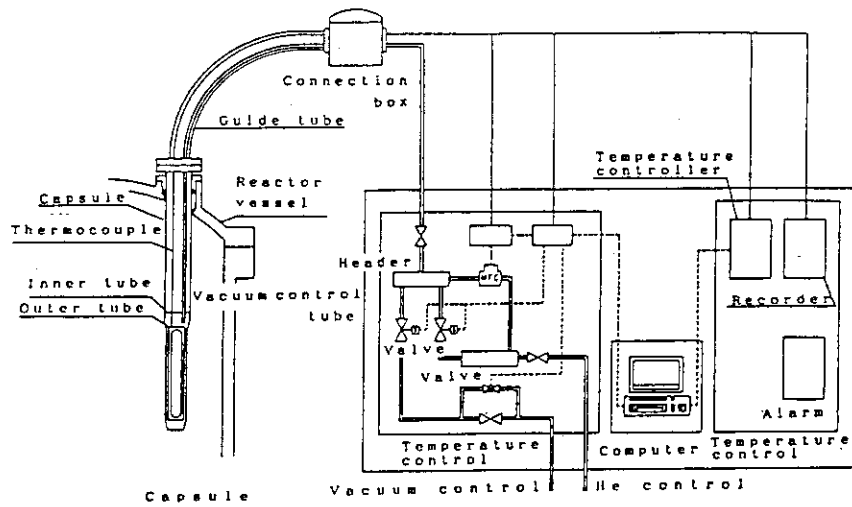 Connection
box
Guide tube
Temperature
controller
Capsule
Reactor
vessel
Thermocouple
Header
MFC
Inner tube
Vacuum control
tube
Recorder
Outer tube
Valve
Valve
Alarm
Temperature
control
Computer
Temperature
control
Capsule
Vacuum control
He control